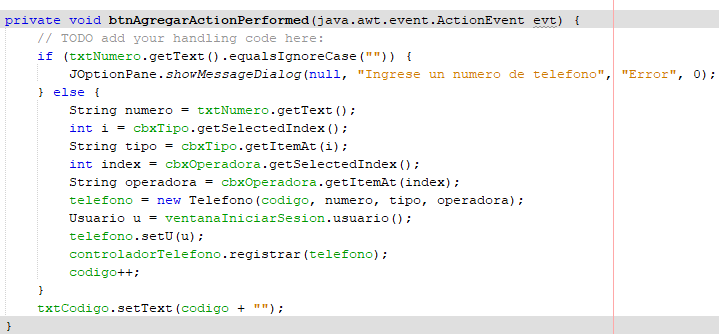 private void btnAgregarActionPerformed(java.awt.event.ActionEvent evt) {
    // TODO add your handling code here:
    if (txtNumero.getText().equalsIgnoreCase("")) {
        JOptionPane.showMessageDialog(null, "Ingrese un numero de telefono", "Error", 0);
    } else {
        String numero = txtNumero.getText();
        int i = cbxTipo.getSelectedIndex();
        String tipo = cbxTipo.getItemAt(i);
        int index = cbxOperadora.getSelectedIndex();
        String operadora = cbxOperadora.getItemAt(index);
        telefono = new Telefono(codigo, numero, tipo, operadora);
        Usuario u = ventanaIniciarSesion.usuario();
        telefono.setU(u);
        controladorTelefono.registrar(telefono);
        codigo++;
    }
    txtCodigo.setText(codigo + "");
}